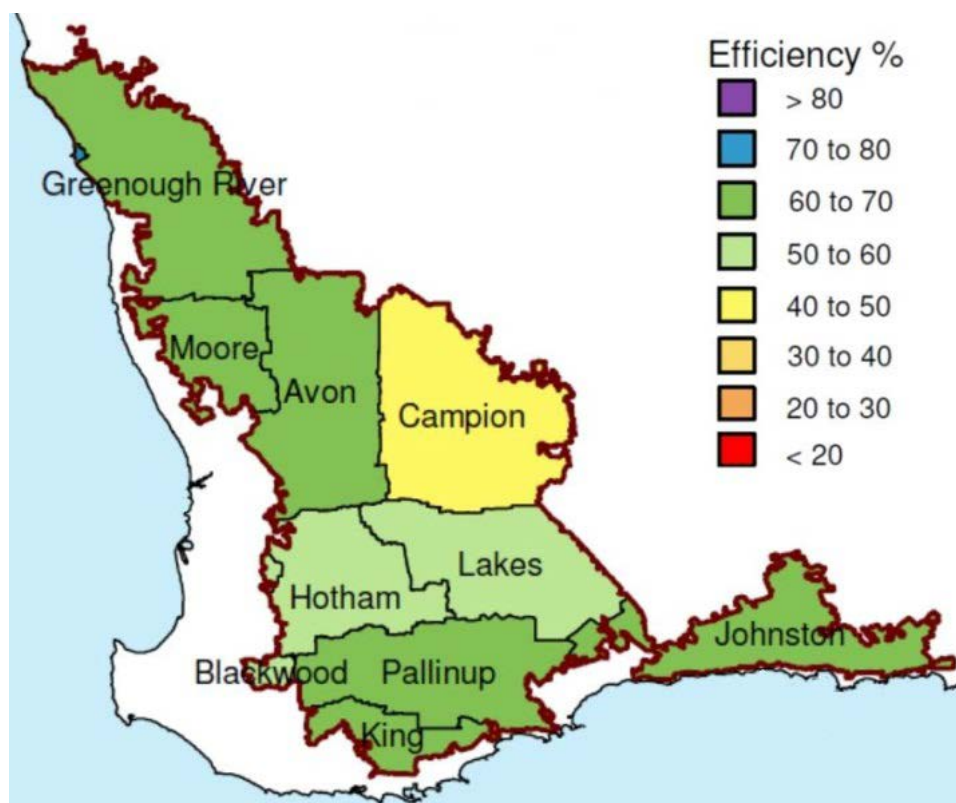 Efficiency %
> 80
70 to 80
60 to 70
50 to 60
40 to 50
30 to 40
20 to 30
< 20
Greenough River
Moore
Avon
Campion
Lakes
Hotham
Johnston
Blackwood
Pallinup
King